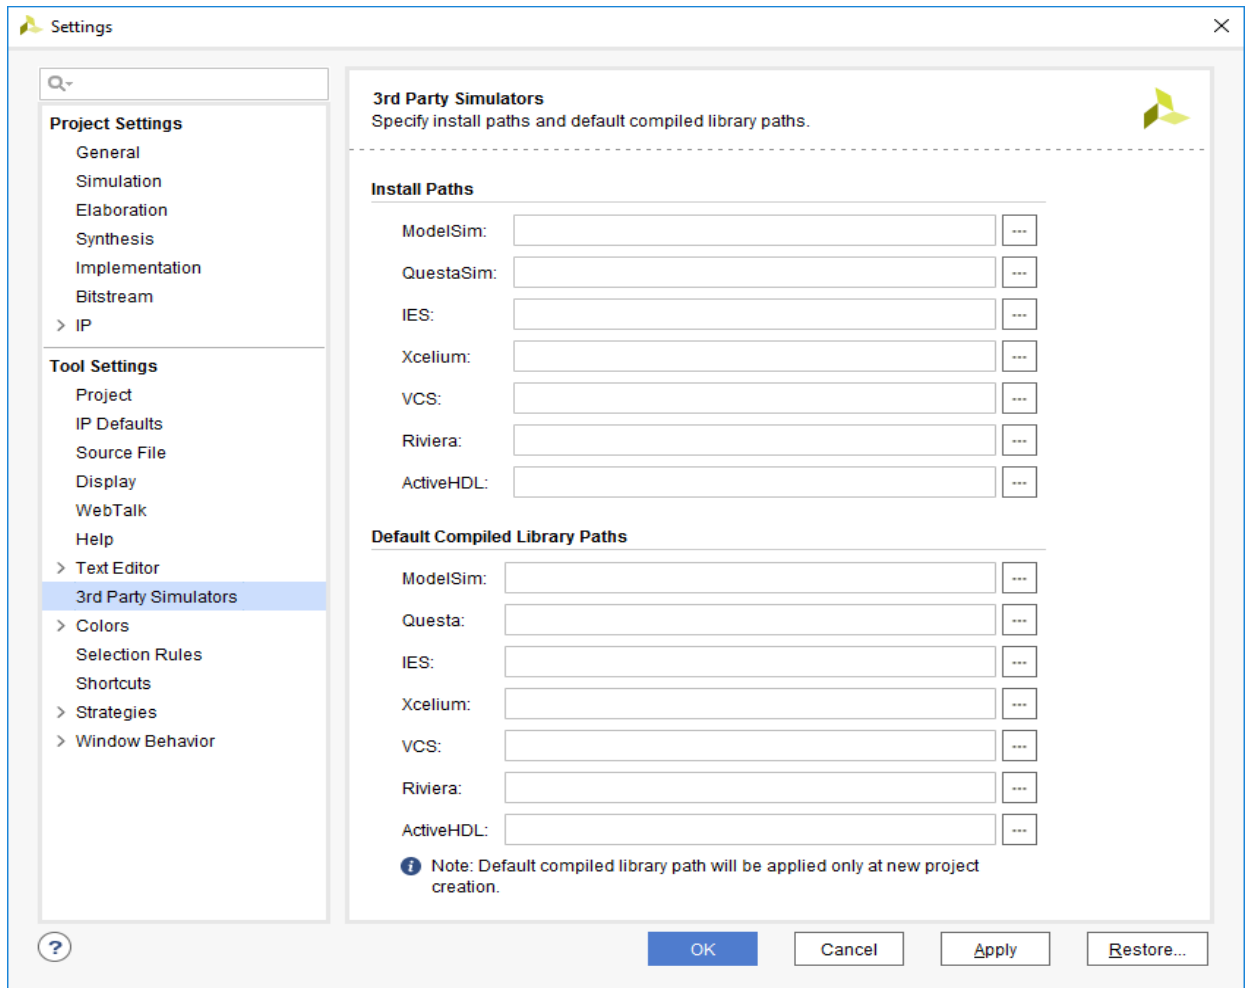 Settings
Project Settings
General
Simulation
Elaboration
Synthesis
Implementation
Bitstream
IP
Tool Settings
Project
IP Defaults
Source File
Display
WebTalk
Help
Text Editor
3rd Party Simulators
Colors
Selection Rules
Shortcuts
Strategies
Window Behavior
3rd Party Simulators
Specify install paths and default compiled library paths.
Install Paths
ModelSim:
QuestaSim:
IES:
Xcelium:
VCS:
Riviera:
ActiveHDL:
Default Compiled Library Paths
ModelSim:
Questa:
IES:
Xcelium:
VCS:
Riviera:
ActiveHDL:
Note: Default compiled library path will be applied only at new project
creation.
?
OK
Cancel
Apply
Restore...